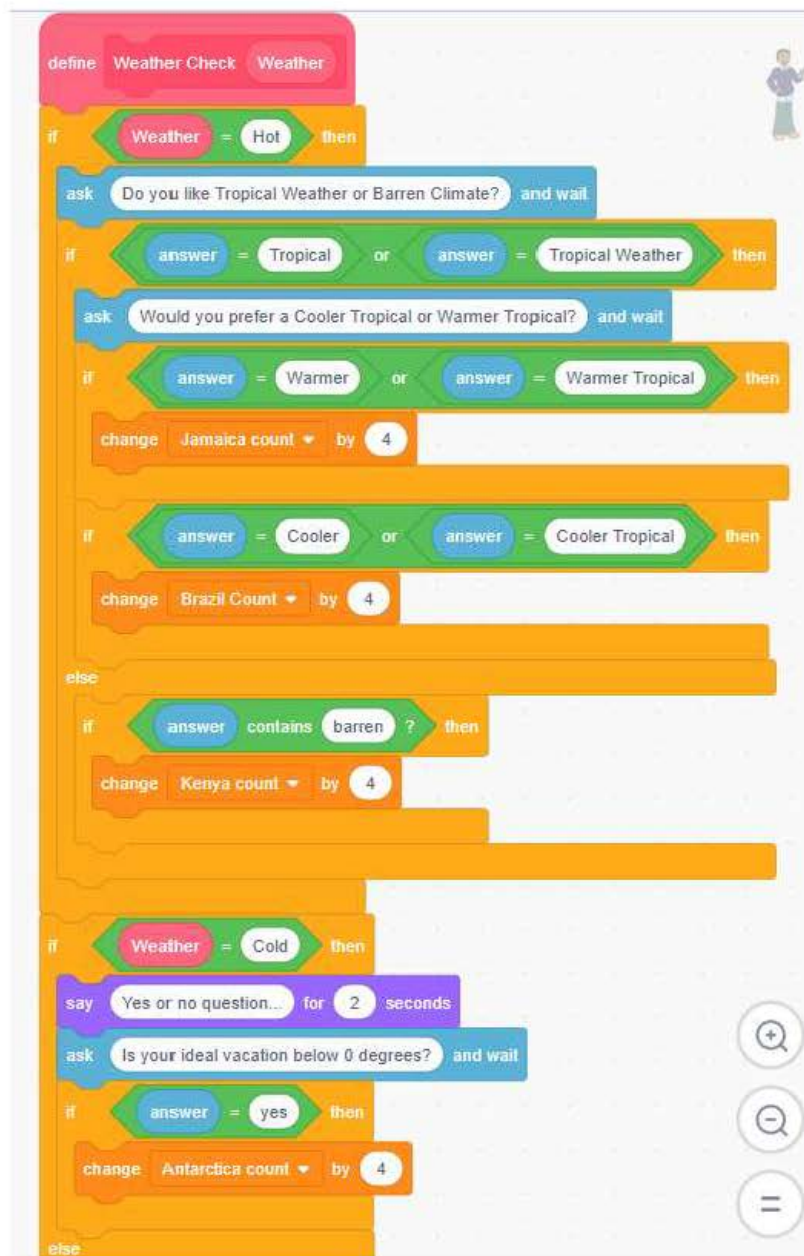 define Weather Check Weather
if Weather = Hot then
ask Do you like Tropical Weather or Barren Climate? and wait
if answer = Tropical or answer = Tropical Weather then
ask Would you prefer a Cooler Tropical or Warmer Tropical? and wait
if answer = Warmer or answer = Warmer Tropical then
change Jamaica count by 4
if answer = Cooler or answer = Cooler Tropical then
change Brazil Count by 4
else
if answer contains barren ? then
change Kenya count by 4
if Weather = Cold then
say Yes or no question... for 2 seconds
ask Is your ideal vacation below 0 degrees? and wait
if answer = yes then
change Antarctica count by 4
else